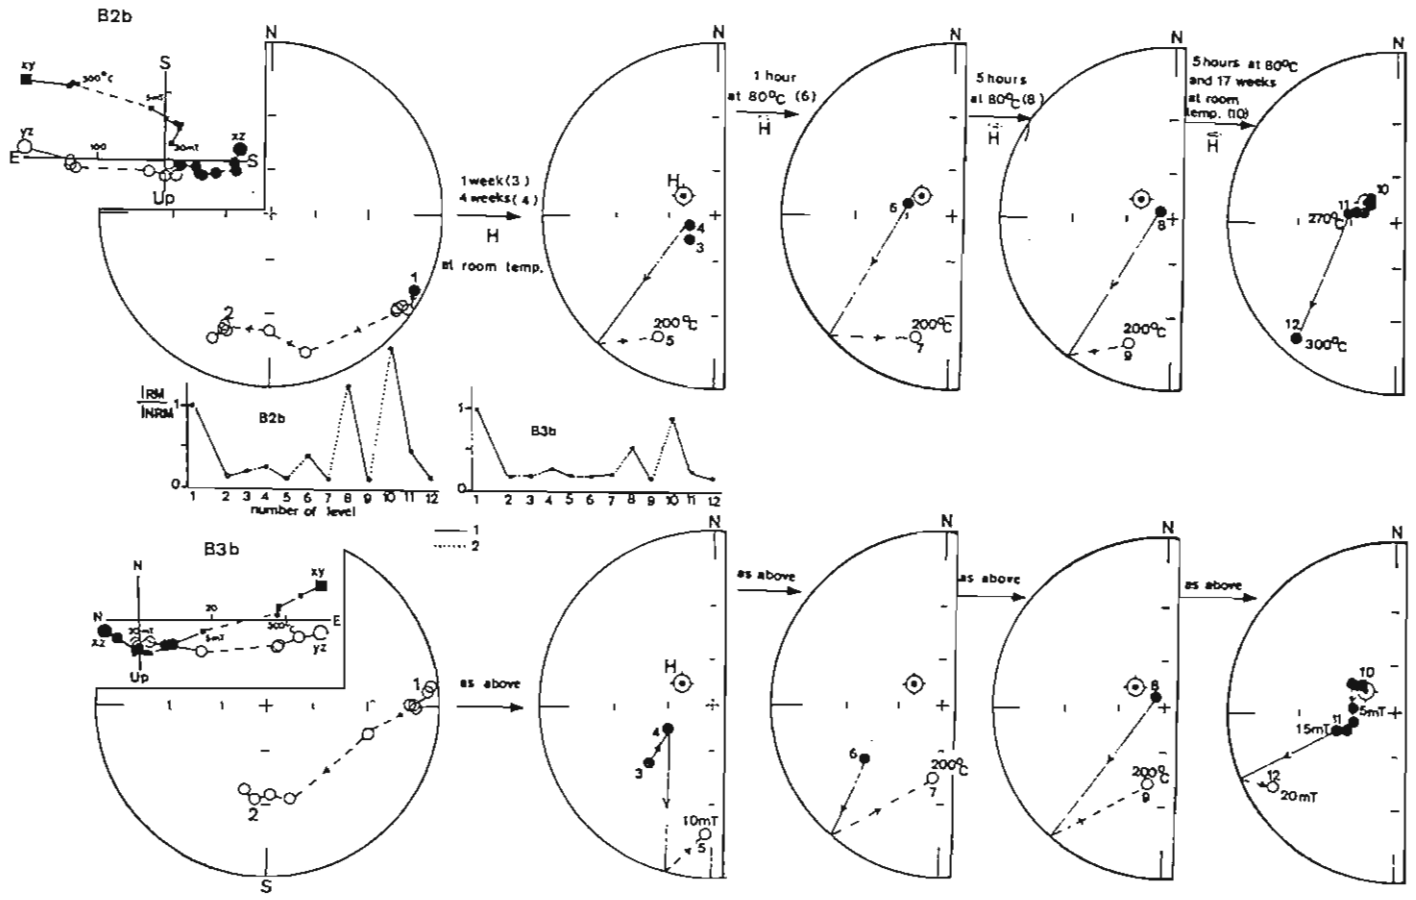 B2b
S
xy
300°C
5mT
30mT
yz
xz
E
100
S
Up
N
1
2
1week(3)
4weeks(4)
H
at room temp.
N
H
4
3
200°C
5
1 hour
at 80°C (6)
H
N
6
200°C
7
5 hours
at 80°C(8)
H
N
8
200°C
9
5 hours at 80°C
and 17 weeks
at room
temp. (10)
H
N
10
11
270°C
12
300°C
IRM
INRM
1
0
B2b
1 2 3 4 5 6 7 8 9 10 11 12
number of level
1
0
B3b
1 2 3 4 5 6 7 8 9 10 11 12
1
2
B3b
N
xy
N
20
E
xz
5mT
yz
Up
1
2
S
as above
N
H
4
3
10mT
5
as above
N
6
200°C
7
as above
N
8
200°C
9
as above
N
10
5mT
11
15mT
12
20mT